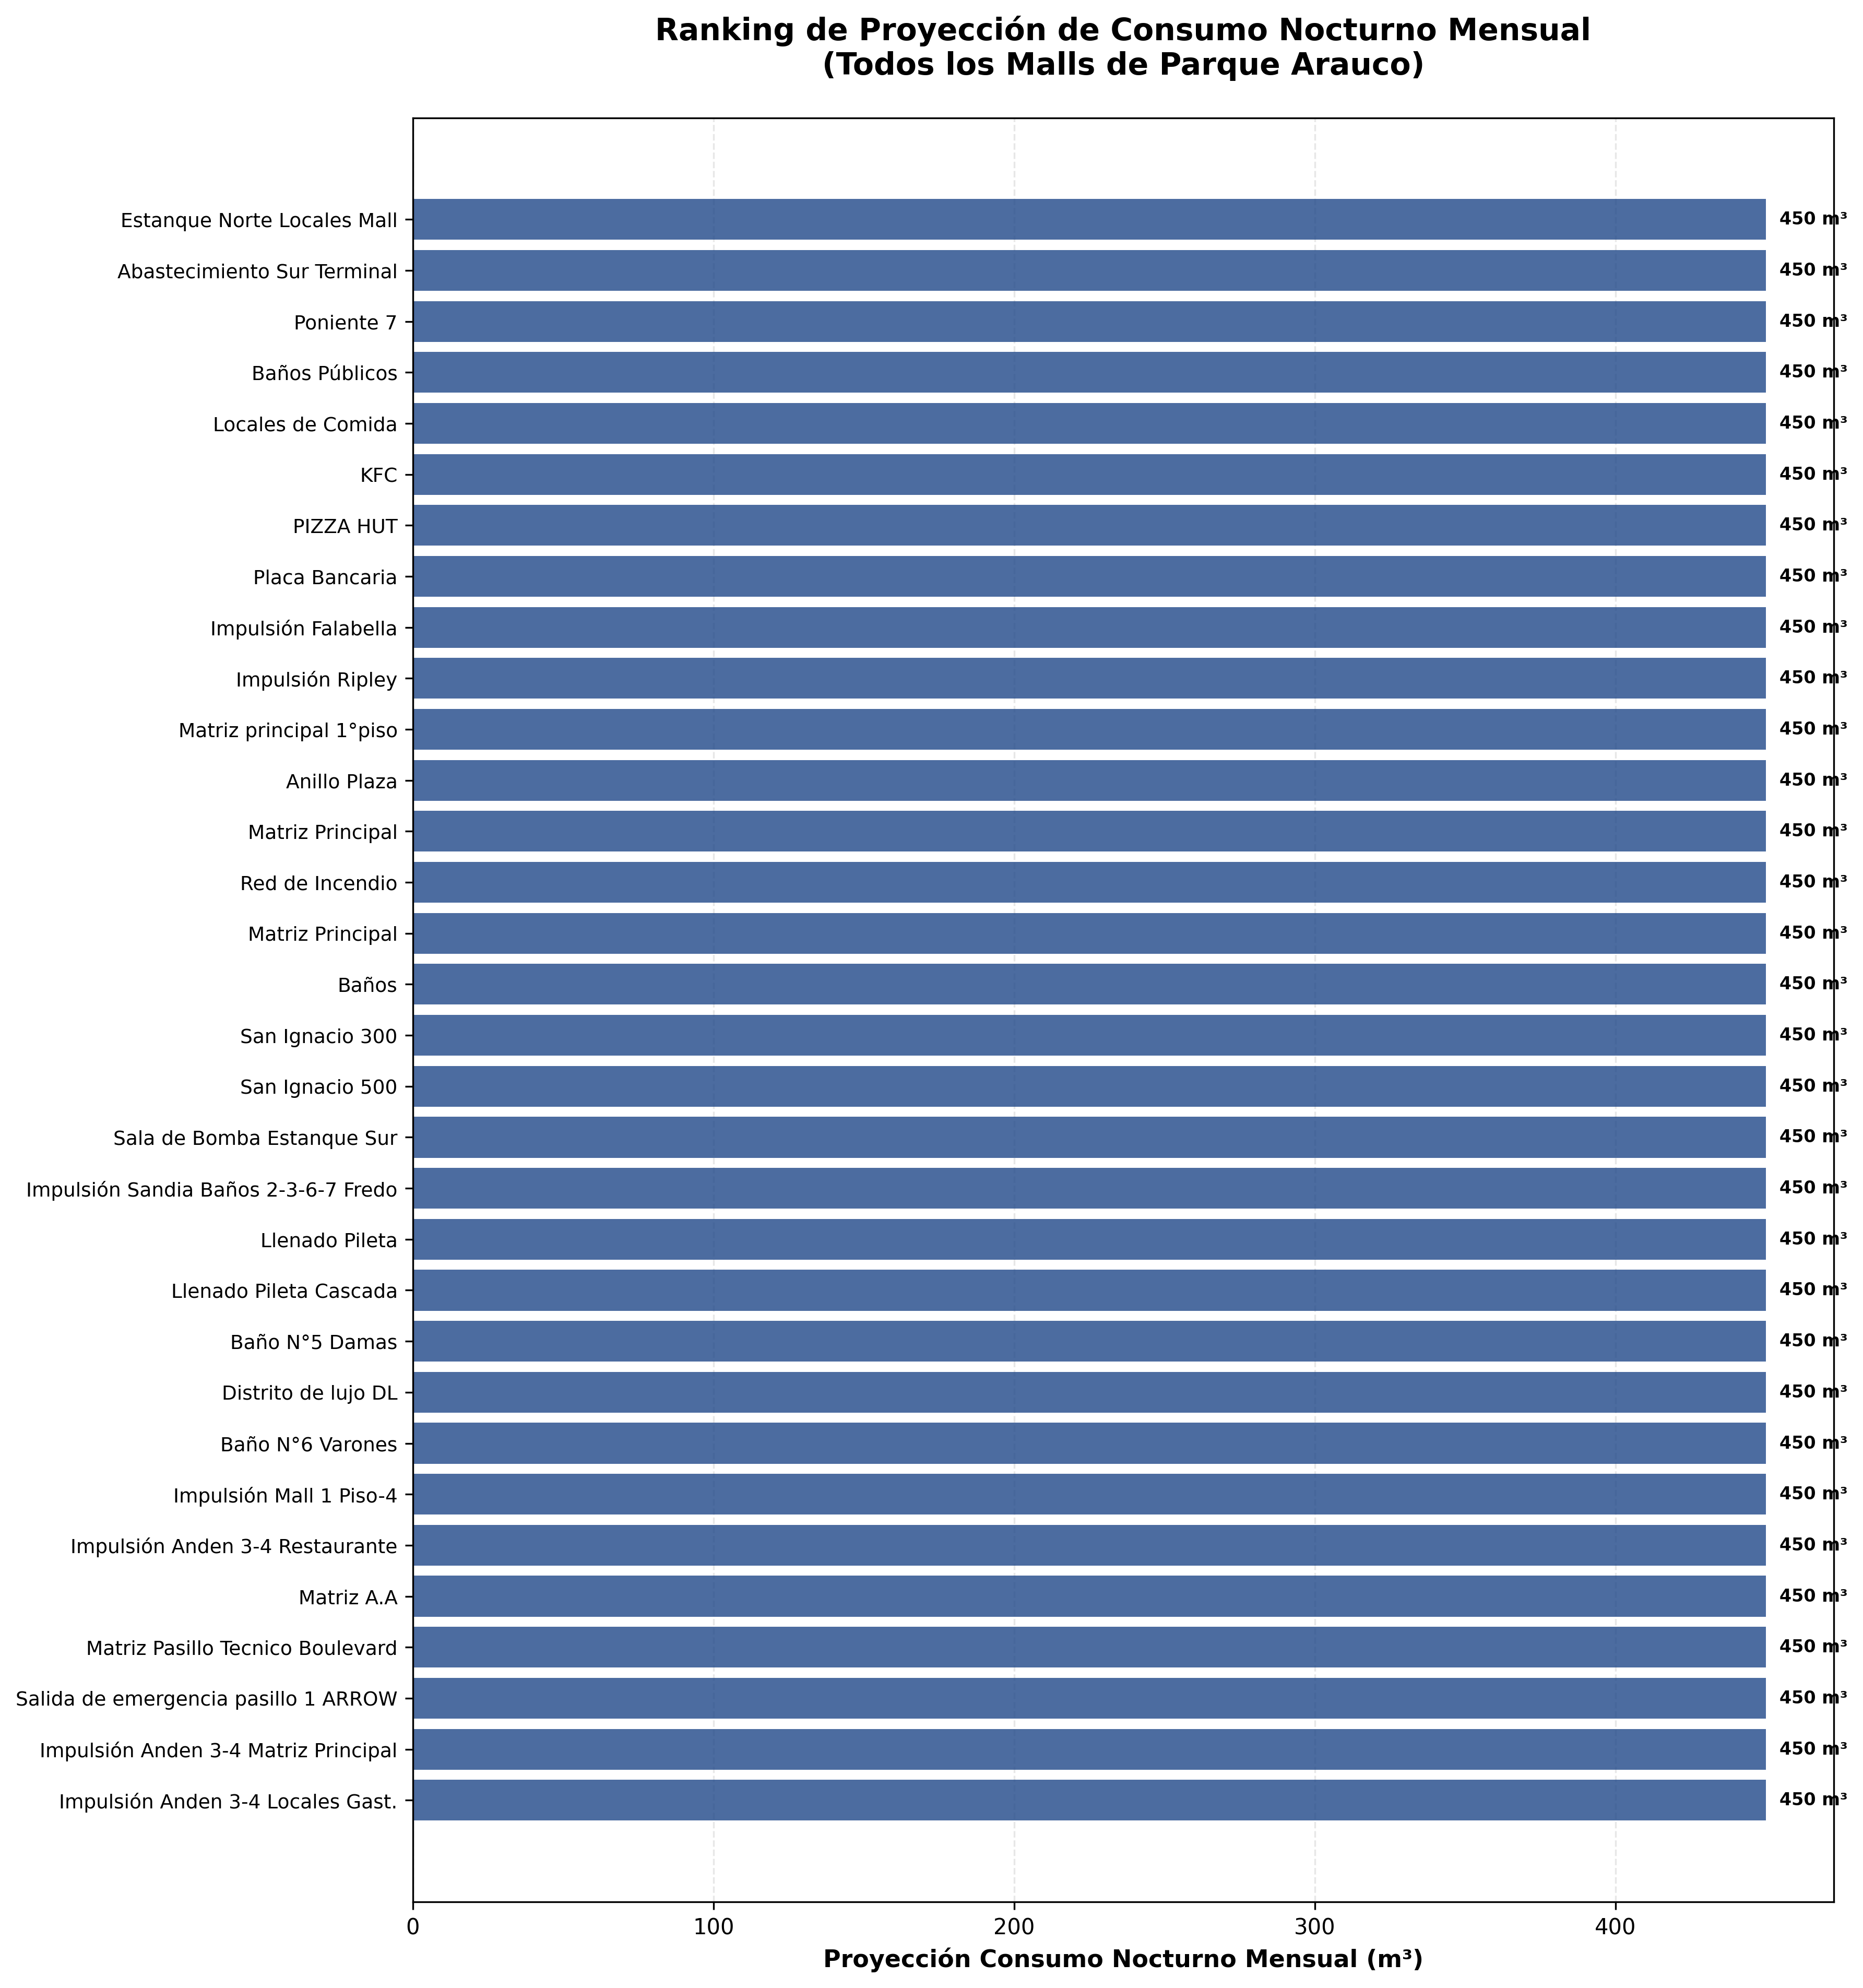 Ranking de Proyección de Consumo Nocturno Mensual
(Todos los Malls de Parque Arauco)
Estanque Norte Locales Mall 450 m³
Abastecimiento Sur Terminal 450 m³
Poniente 7 450 m³
Baños Públicos 450 m³
Locales de Comida 450 m³
KFC 450 m³
PIZZA HUT 450 m³
Placa Bancaria 450 m³
Impulsión Falabella 450 m³
Impulsión Ripley 450 m³
Matriz principal 1°piso 450 m³
Anillo Plaza 450 m³
Matriz Principal 450 m³
Red de Incendio 450 m³
Matriz Principal 450 m³
Baños 450 m³
San Ignacio 300 450 m³
San Ignacio 500 450 m³
Sala de Bomba Estanque Sur 450 m³
Impulsión Sandia Baños 2-3-6-7 Fredo 450 m³
Llenado Pileta 450 m³
Llenado Pileta Cascada 450 m³
Baño N°5 Damas 450 m³
Distrito de lujo DL 450 m³
Baño N°6 Varones 450 m³
Impulsión Mall 1 Piso-4 450 m³
Impulsión Anden 3-4 Restaurante 450 m³
Matriz A.A 450 m³
Matriz Pasillo Tecnico Boulevard 450 m³
Salida de emergencia pasillo 1 ARROW 450 m³
Impulsión Anden 3-4 Matriz Principal 450 m³
Impulsión Anden 3-4 Locales Gast. 450 m³
0 100 200 300 400
Proyección Consumo Nocturno Mensual (m³)